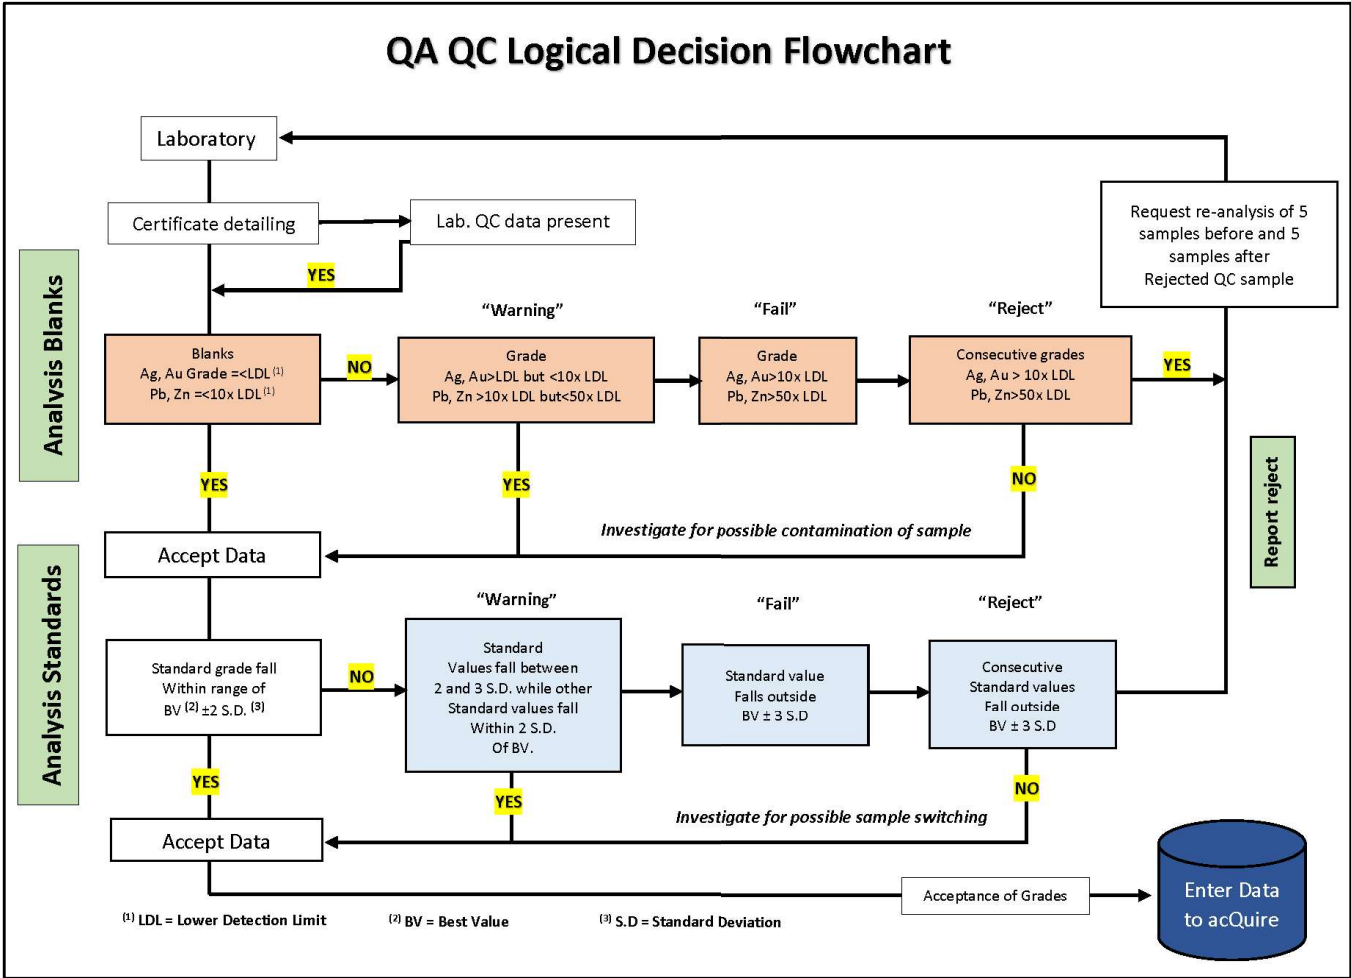 QA QC Logical Decision Flowchart
Laboratory
Certificate detailing
Lab. QC data present
Request re-analysis of 5
samples before and 5
samples after
Rejected QC sample
YES
Analysis Blanks
“Warning”
“Fail”
“Reject”
Blanks
Ag, Au Grade =<LDL (1)
Pb, Zn =<10x LDL (1)
NO
Grade
Ag, Au>LDL but <10x LDL
Pb, Zn >10x LDL but<50x LDL
Grade
Ag, Au>10x LDL
Pb, Zn>50x LDL
Consecutive grades
Ag, Au > 10x LDL
Pb, Zn>50x LDL
YES
YES
YES
NO
Investigate for possible contamination of sample
Report reject
Accept Data
Analysis Standards
“Warning”
“Fail”
“Reject”
Standard grade fall
Within range of
BV (2) ±2 S.D. (3)
NO
Standard
Values fall between
2 and 3 S.D. while other
Standard values fall
Within 2 S.D.
Of BV.
Standard value
Falls outside
BV ± 3 S.D
Consecutive
Standard values
Fall outside
BV ± 3 S.D
YES
YES
NO
Investigate for possible sample switching
Accept Data
Acceptance of Grades
Enter Data
to acQuire
(1) LDL = Lower Detection Limit
(2) BV = Best Value
(3) S.D = Standard Deviation